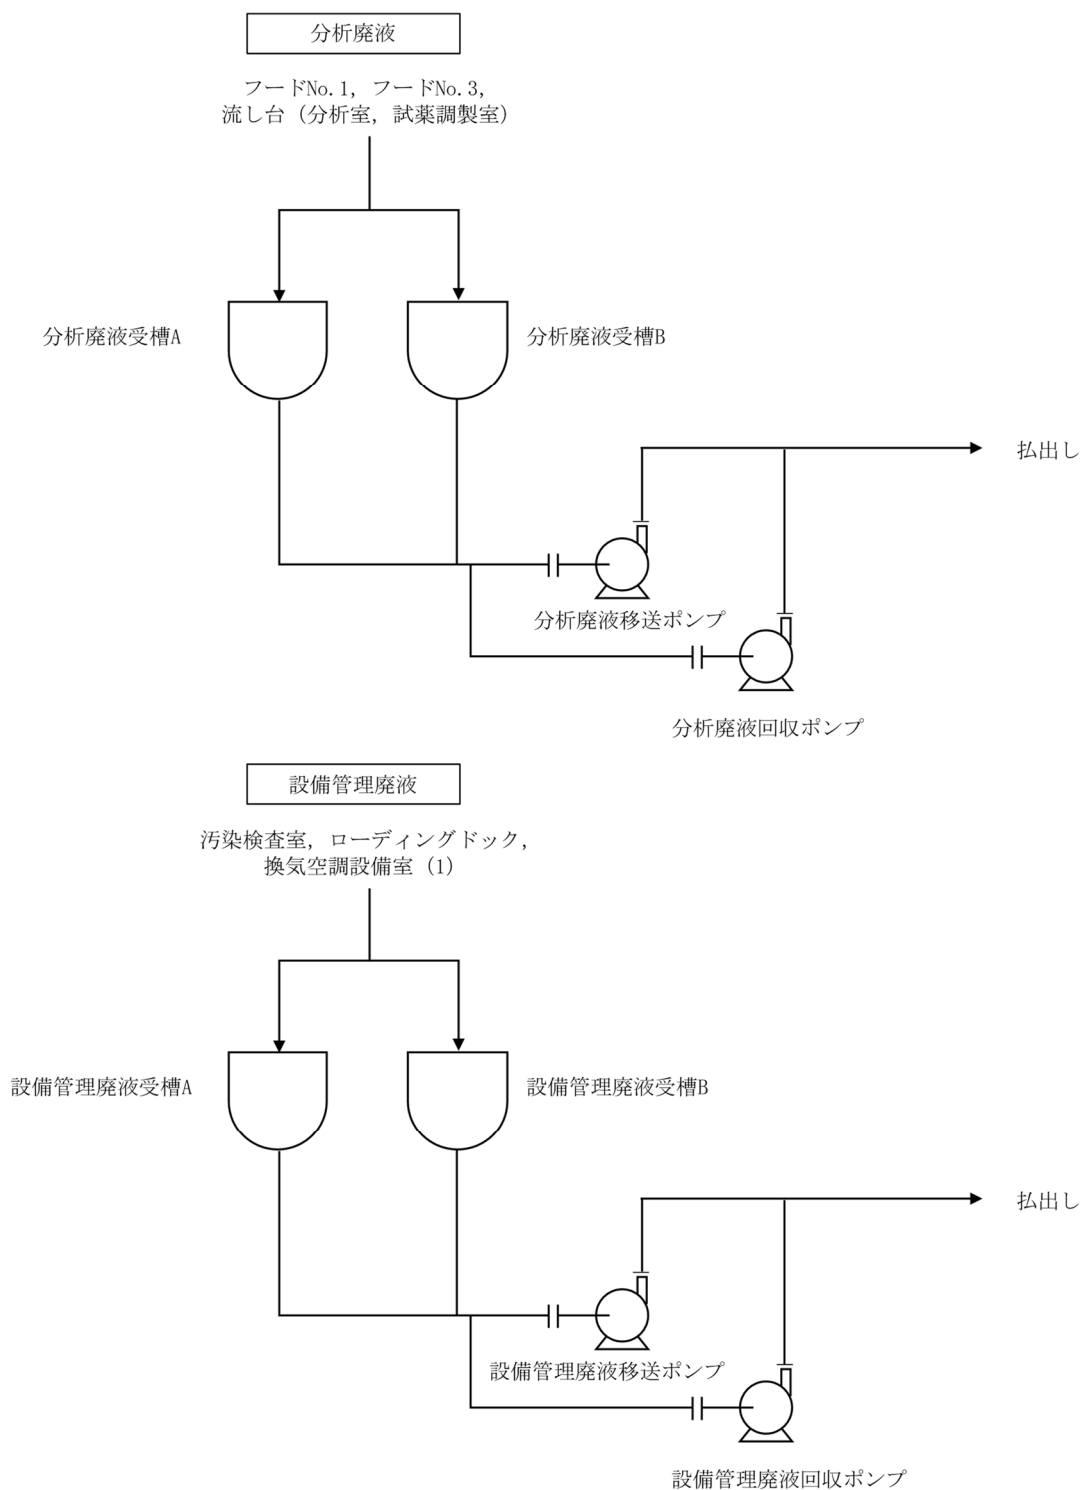 分析廃液
フードNo.1, フードNo.3,
流し台（分析室, 試薬調製室）
分析廃液受槽A
分析廃液受槽B
払出し
分析廃液移送ポンプ
分析廃液回収ポンプ
設備管理廃液
汚染検査室, ローディングドック,
換気空調設備室（1）
設備管理廃液受槽A
設備管理廃液受槽B
払出し
設備管理廃液移送ポンプ
設備管理廃液回収ポンプ